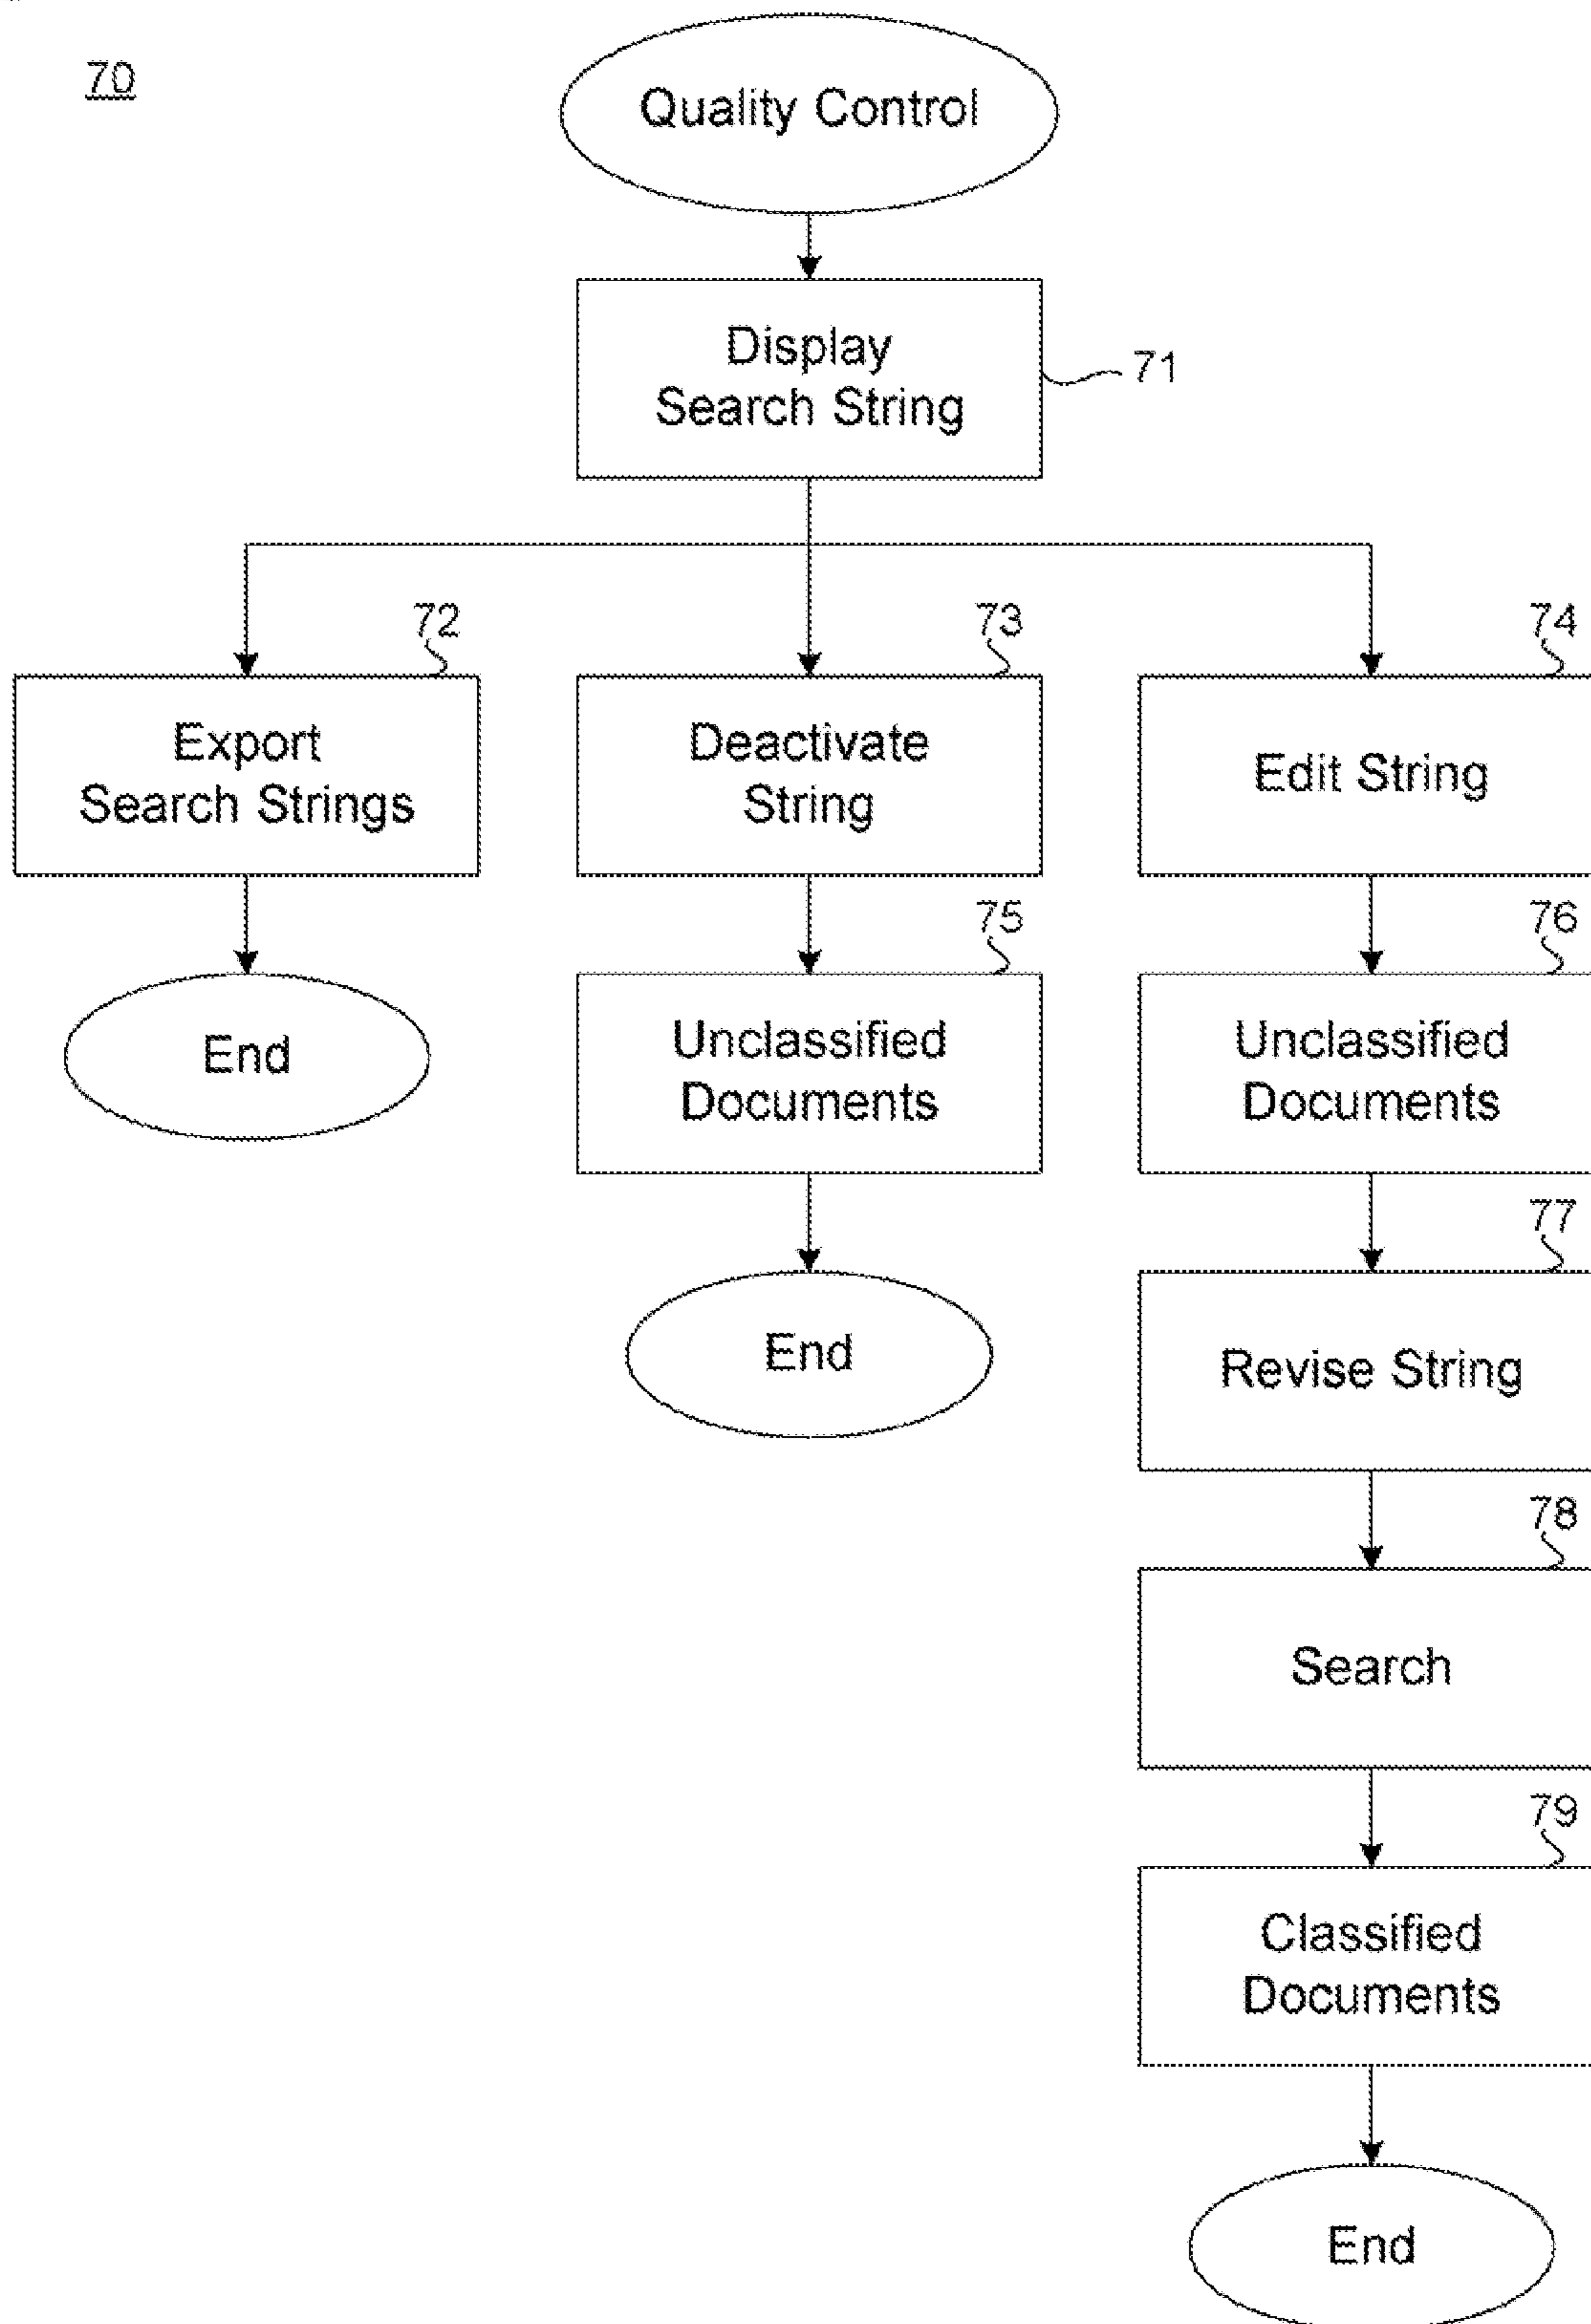 70
Quality Control
Display
Search String
71
72
73
74
Export
Search Strings
Deactivate
String
Edit String
75
76
End
Unclassified
Documents
Unclassified
Documents
77
End
Revise String
78
Search
79
Classified
Documents
End